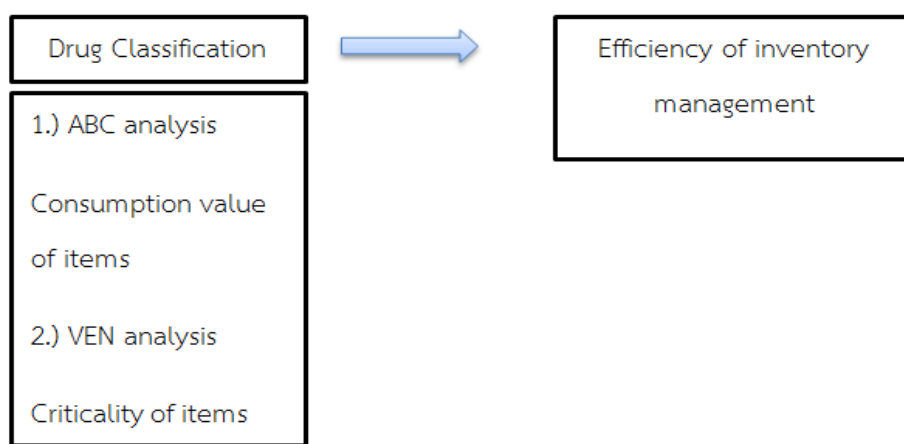 Drug Classification
1.) ABC analysis
Consumption value
of items
2.) VEN analysis
Criticality of items
Efficiency of inventory
management